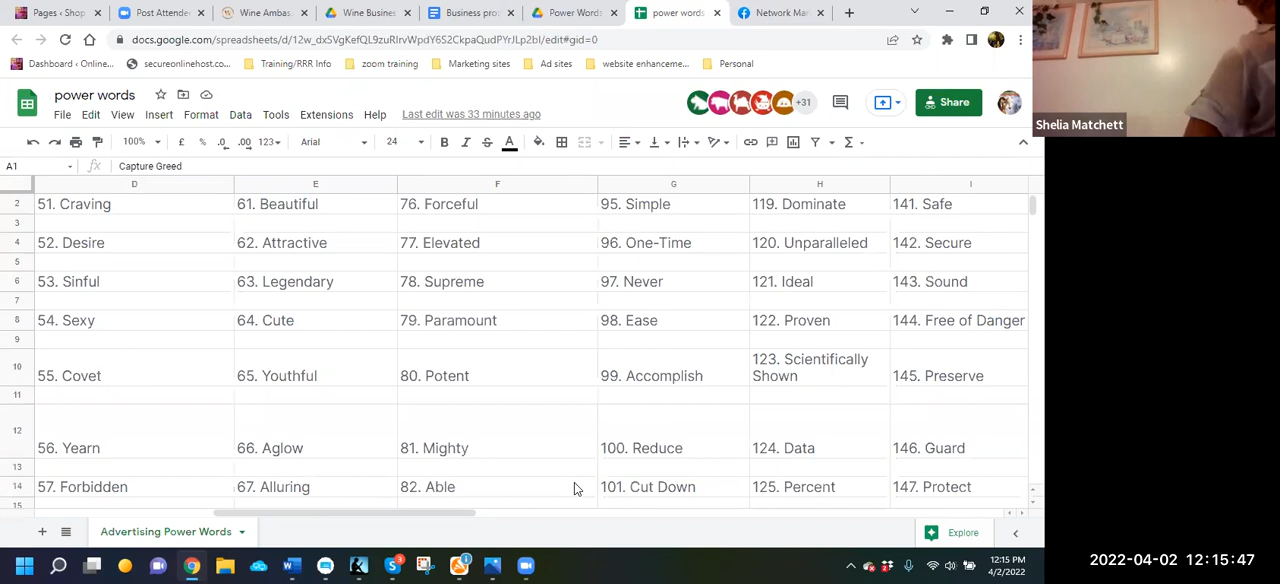 Pages ‹ Shop
Post Attende
Wine Ambas
Wine Busines
Business pro
Power Words
power words
Network Mar
docs.google.com/spreadsheets/d/
Dashboard ‹ Online...
secureonlinehost.co...
Training/RRR Info
zoom training
Marketing sites
Ad sites
website enhanceme...
Personal
power words
File Edit View Insert Format Data Tools Extensions Help Last edit was 33 minutes ago
+31
Share
Shelia Matchett
100% £ % .0 .00 123 Arial 24 B I S A
A1 fx Capture Greed
D E F G H I
2 51. Craving 61. Beautiful 76. Forceful 95. Simple 119. Dominate 141. Safe
3
4 52. Desire 62. Attractive 77. Elevated 96. One-Time 120. Unparalleled 142. Secure
5
6 53. Sinful 63. Legendary 78. Supreme 97. Never 121. Ideal 143. Sound
7
8 54. Sexy 64. Cute 79. Paramount 98. Ease 122. Proven 144. Free of Danger
9
123. Scientifically
10 55. Covet 65. Youthful 80. Potent 99. Accomplish Shown 145. Preserve
11
12 56. Yearn 66. Aglow 81. Mighty 100. Reduce 124. Data 146. Guard
13
14 57. Forbidden 67. Alluring 82. Able 101. Cut Down 125. Percent 147. Protect
15
Advertising Power Words
Explore
12:15 PM
4/2/2022
2022-04-02 12:15:47